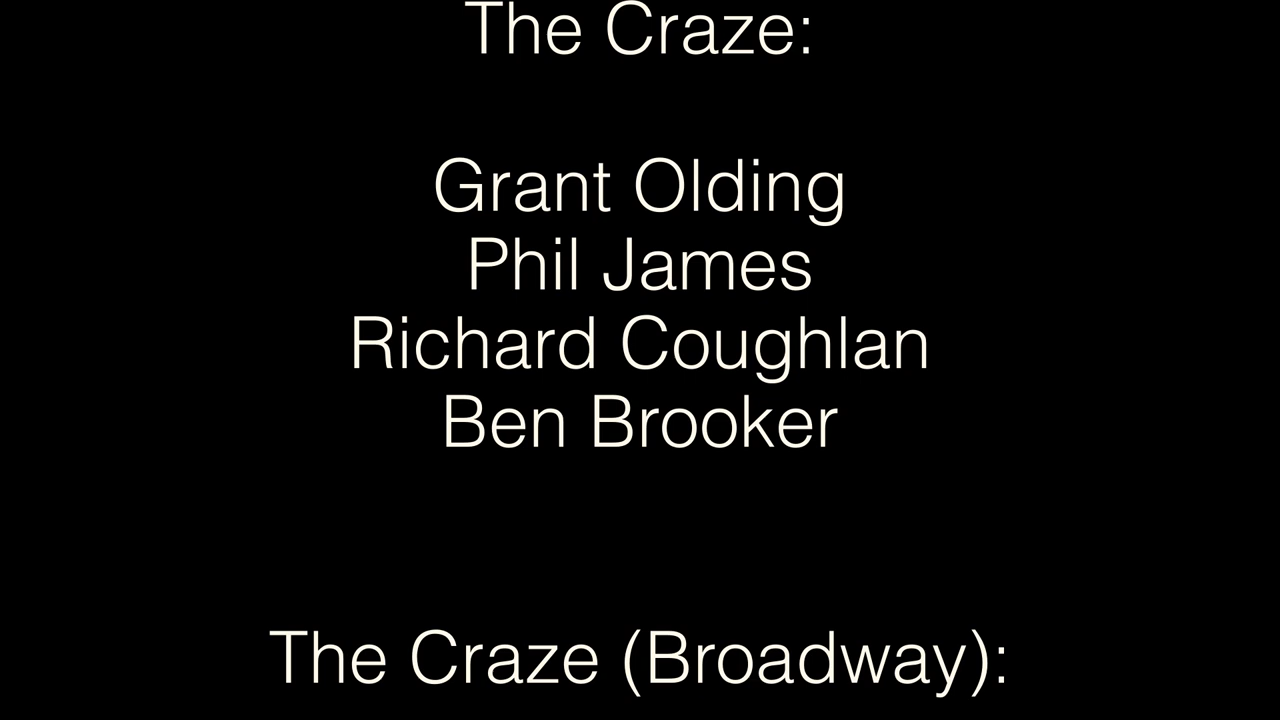 The Craze:
Grant Olding
Phil James
Richard Coughlan
Ben Brooker
The Craze (Broadway):